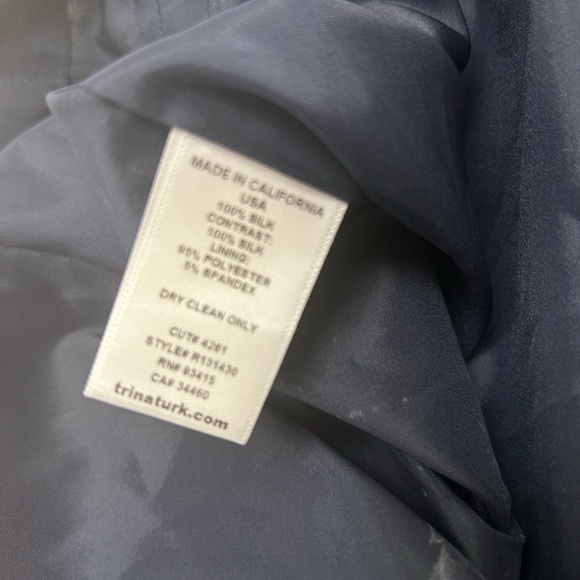 MADE IN CALIFORNIA
USA
100% SILK
CONTRAST:
100% SILK
LINING:
95% POLYESTER
5% SPANDEX
DRY CLEAN ONLY
CUT# 4261
STYLE# R131430
RN# 93415
CA# 34460
trinaturk.com